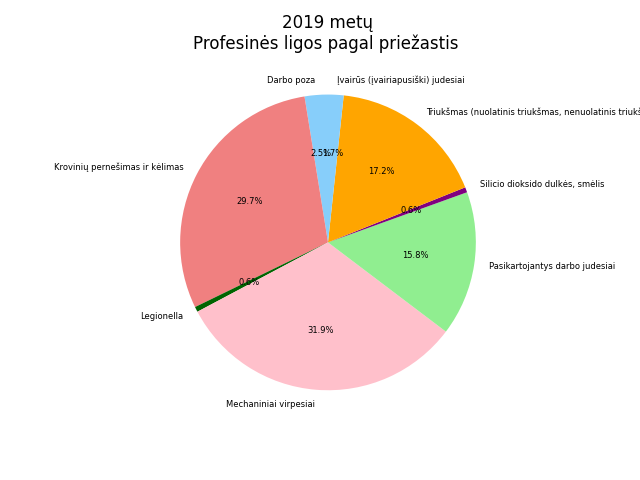 2019 metų
Profesinės ligos pagal priežastis
Darbo poza
Įvairūs (įvairiapusiški) judesiai
Triukšmas (nuolatinis triukšmas, nenuolatinis
Krovinių pernešimas ir kėlimas
2.5%
1.7%
17.2%
Silicio dioksido dulkės, smėlis
29.7%
0.6%
15.8%
Pasikartojantys darbo judesiai
0.6%
Legionella
31.9%
Mechaniniai virpesiai